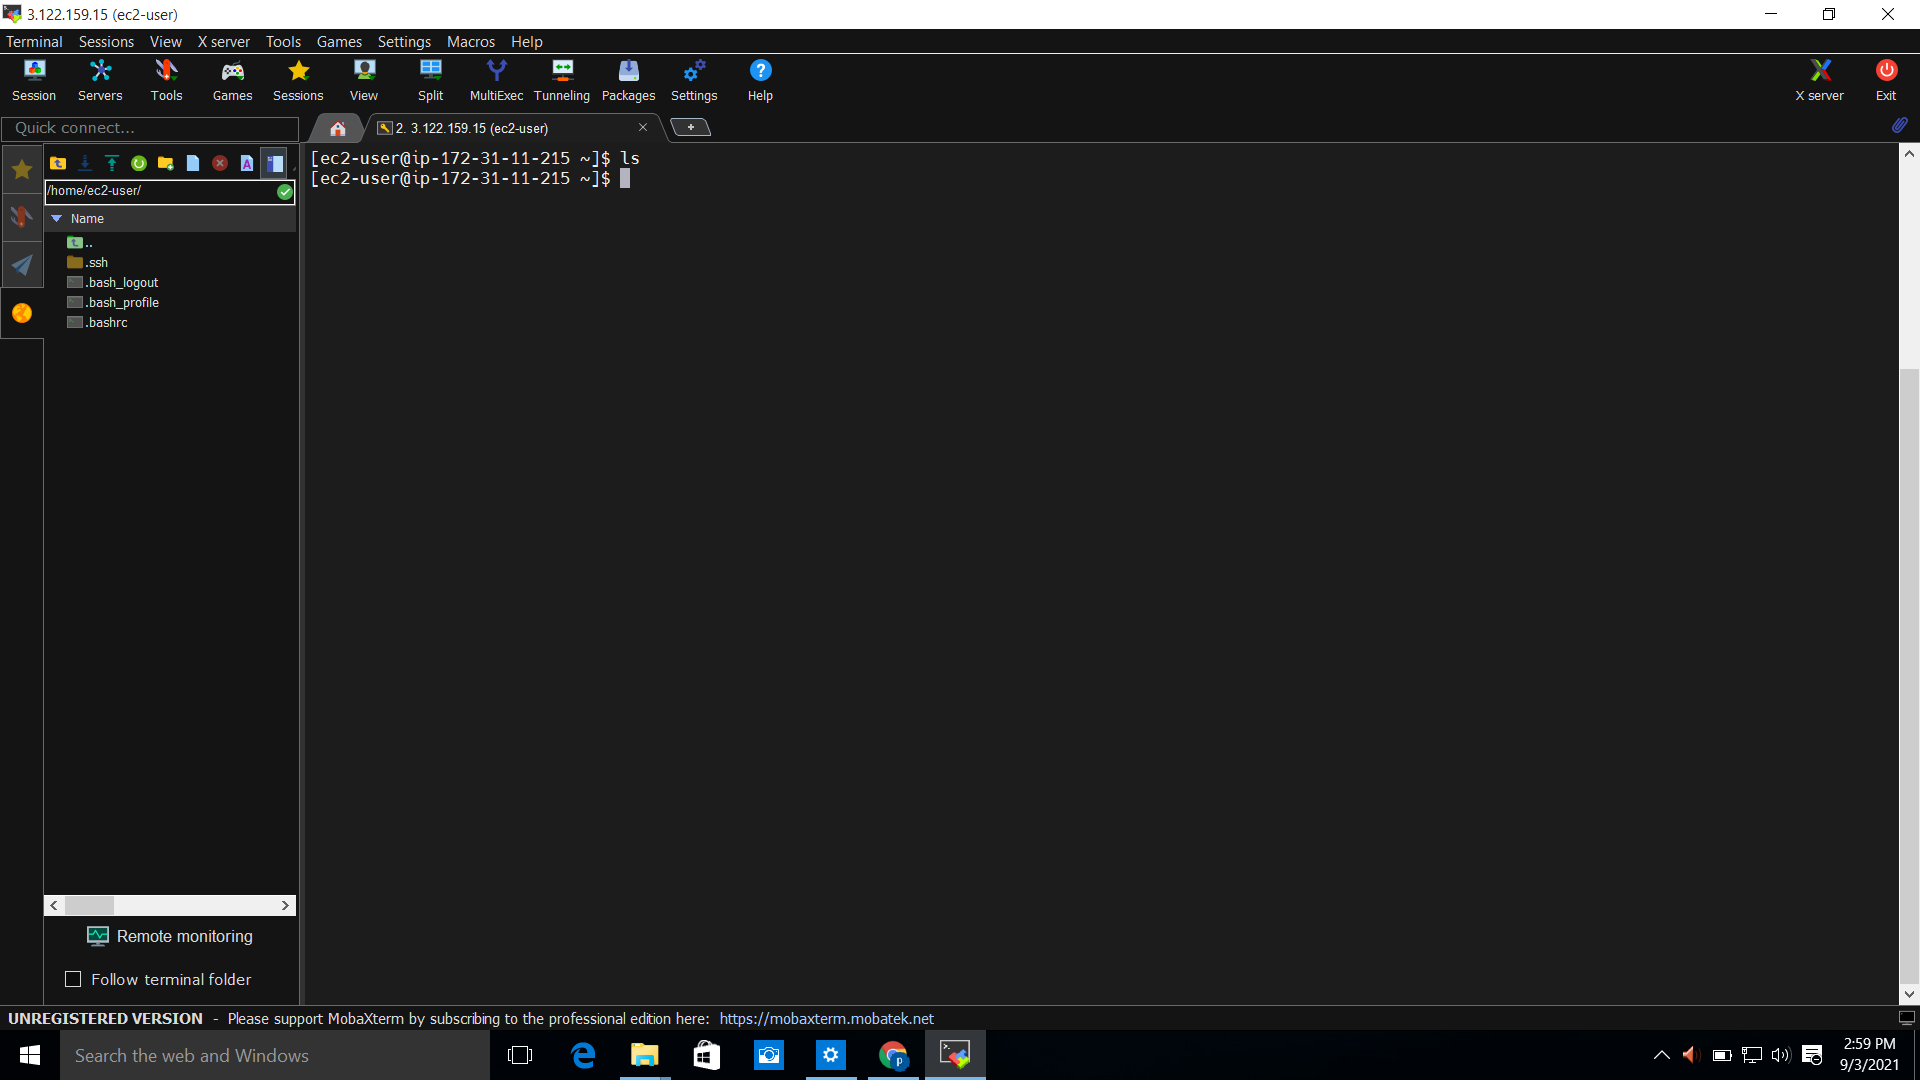 3.122.159.15 (ec2-user)
Terminal Sessions View X server Tools Games Settings Macros Help
Session Servers Tools Games Sessions View Split MultiExec Tunneling Packages Settings Help X server Exit
Quick connect...
2. 3.122.159.15 (ec2-user)
/home/ec2-user/
Name
..
.ssh
.bash_logout
.bash_profile
.bashrc
[ec2-user@ip-172-31-11-215 ~]$ ls
[ec2-user@ip-172-31-11-215 ~]$
Remote monitoring
Follow terminal folder
UNREGISTERED VERSION - Please support MobaXterm by subscribing to the professional edition here: https://mobaxterm.mobatek.net
Search the web and Windows
2:59 PM
9/3/2021